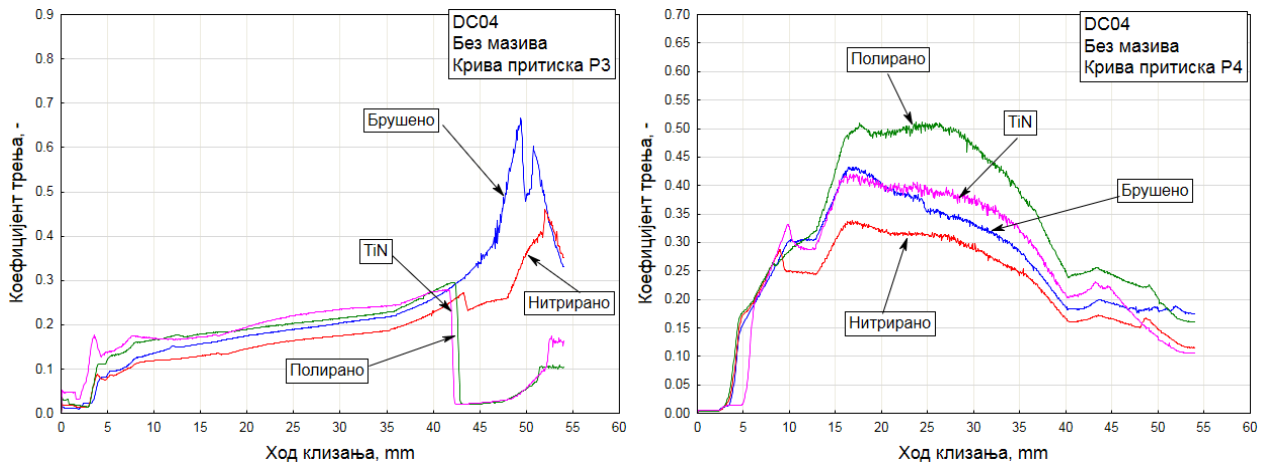 DC04
Без мазива
Крива притиска P3
Коефицијент трења, -
0.9
0.8
0.7
0.6
0.5
0.4
0.3
0.2
0.1
0.0
Брушено
TiN
Нитрирано
Полирано
0 5 10 15 20 25 30 35 40 45 50 55 60
Ход клизања, mm
DC04
Без мазива
Крива притиска P4
Коефицијент трења, -
0.70
0.65
0.60
0.55
0.50
0.45
0.40
0.35
0.30
0.25
0.20
0.15
0.10
0.05
0.00
Полирано
TiN
Брушено
Нитрирано
0 5 10 15 20 25 30 35 40 45 50 55 60
Ход клизања, mm